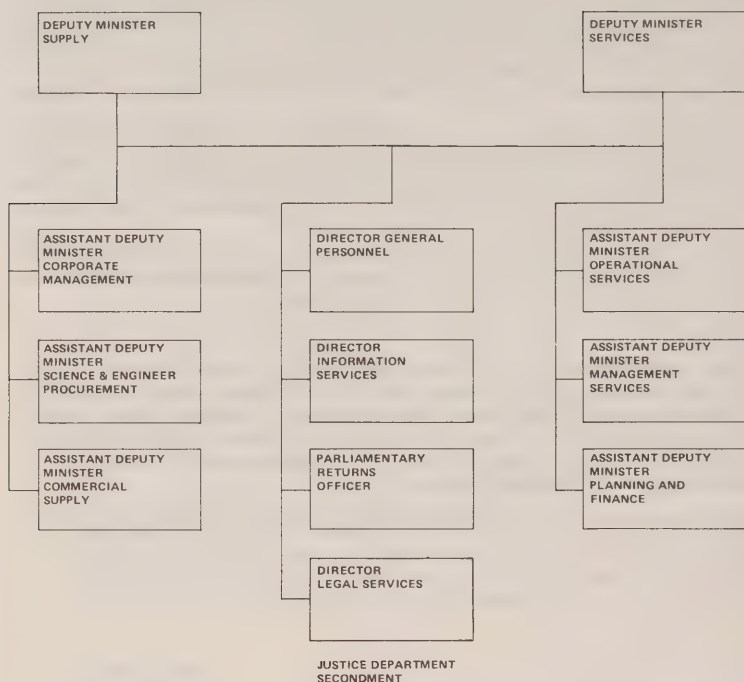 DEPUTY MINISTER
SUPPLY
DEPUTY MINISTER
SERVICES
ASSISTANT DEPUTY
MINISTER
CORPORATE
MANAGEMENT
ASSISTANT DEPUTY
MINISTER
SCIENCE & ENGINEER
PROCUREMENT
ASSISTANT DEPUTY
MINISTER
COMMERCIAL
SUPPLY
DIRECTOR GENERAL
PERSONNEL
DIRECTOR
INFORMATION
SERVICES
PARLIAMENTARY
RETURNS
OFFICER
DIRECTOR
LEGAL SERVICES
JUSTICE DEPARTMENT
SECONDMENT
ASSISTANT DEPUTY
MINISTER
OPERATIONAL
SERVICES
ASSISTANT DEPUTY
MINISTER
MANAGEMENT
SERVICES
ASSISTANT DEPUTY
MINISTER
PLANNING AND
FINANCE